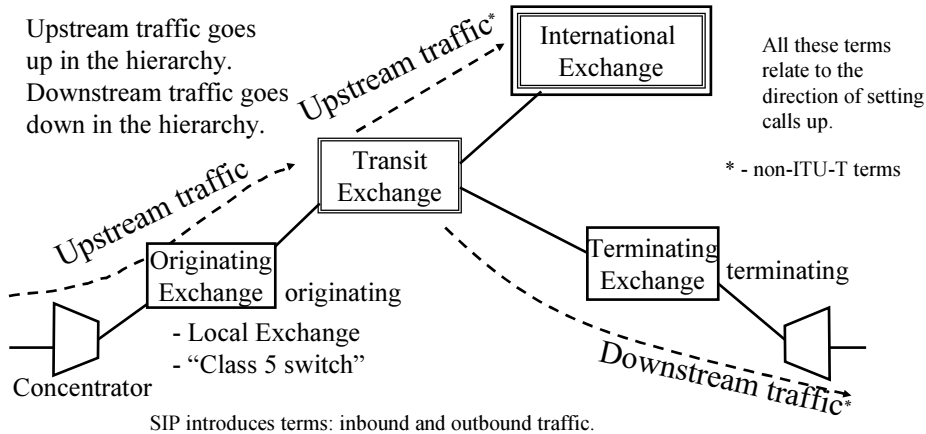 Upstream traffic goes
up in the hierarchy.
Downstream traffic goes
down in the hierarchy.
Upstream traffic*
International
Exchange
All these terms
relate to the
direction of setting
calls up.
* - non-ITU-T terms
Transit
Exchange
Upstream traffic
Originating
Exchange
originating
- Local Exchange
- “Class 5 switch”
Terminating
Exchange
terminating
Concentrator
Downstream traffic*
SIP introduces terms: inbound and outbound traffic.